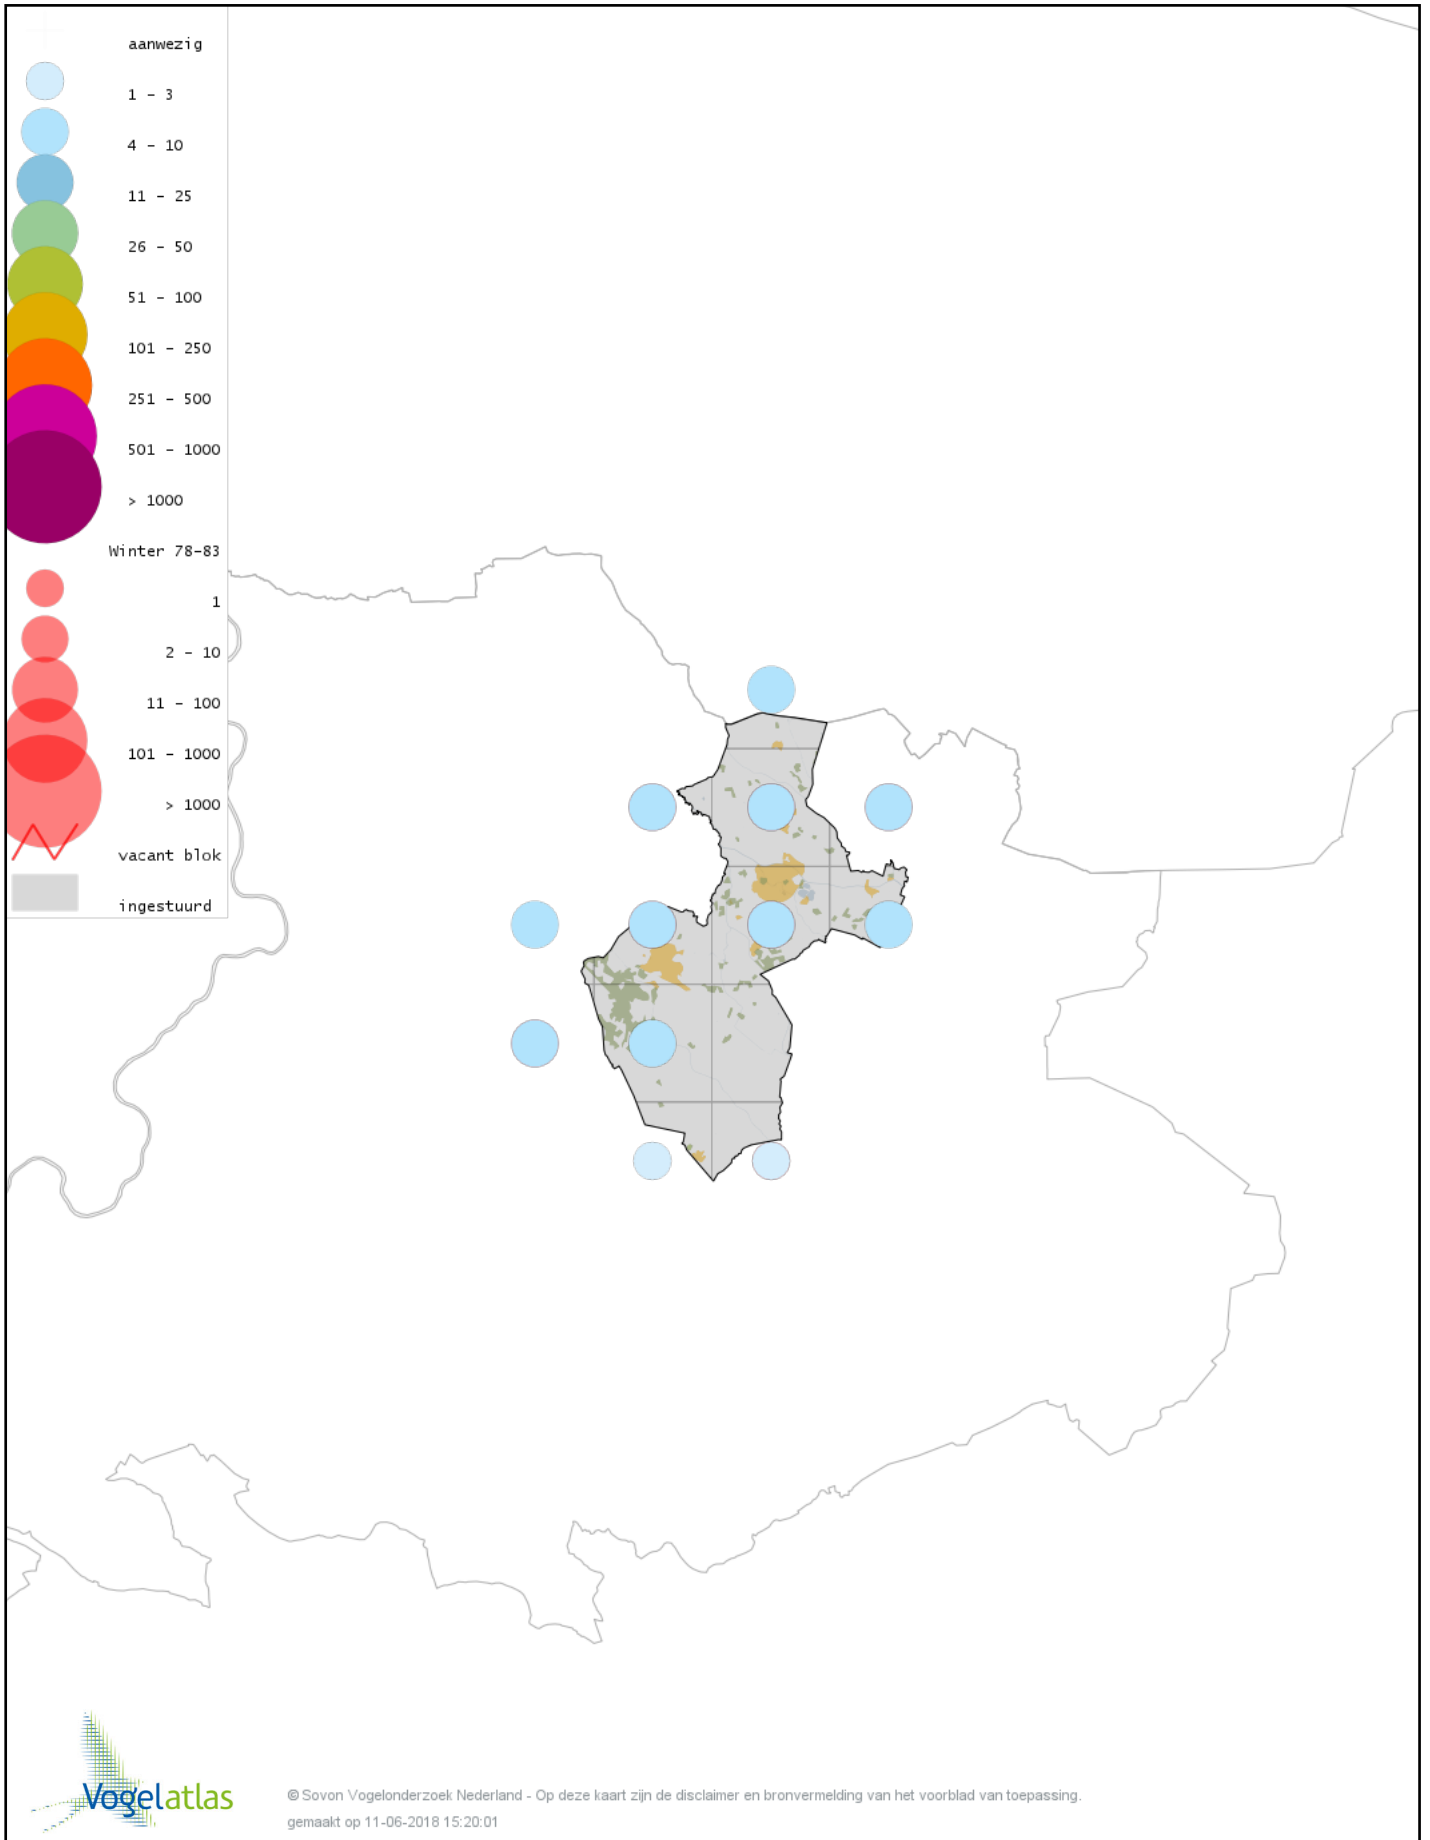 aanwezig
1 - 3
4 - 10
11 - 25
26 - 50
51 - 100
101 - 250
251 - 500
501 - 1000
> 1000
Winter 78-83
1
2 - 10
11 - 100
101 - 1000
> 1000
vacant blok
ingestuurd
Vogelatlas
© Sovon Vogelonderzoek Nederland - Op deze kaart zijn de disclaimer en bronvermelding van het voorblad van toepassing.
gemaakt op 11-06-2018 15:20:01